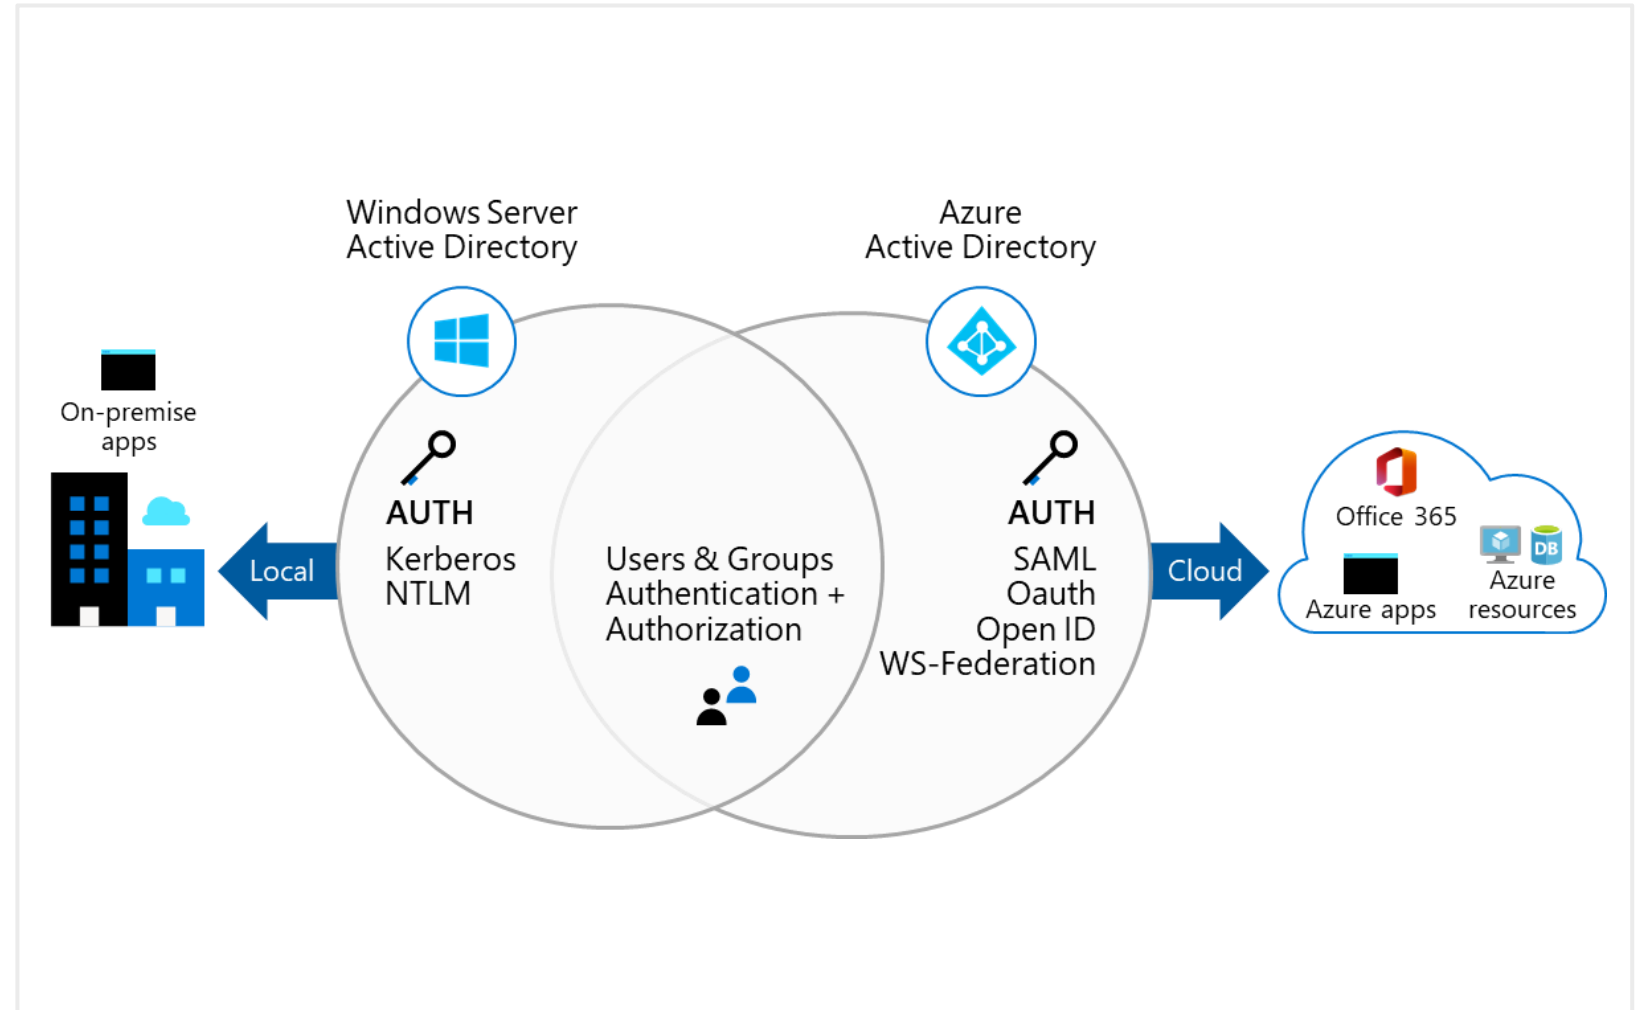 Windows Server
Active Directory
Azure
Active Directory
On-premise
apps
Local
AUTH
Kerberos
NTLM
Users & Groups
Authentication +
Authorization
AUTH
SAML
Oauth
Open ID
WS-Federation
Cloud
Office 365
DB
Azure apps
Azure
resources